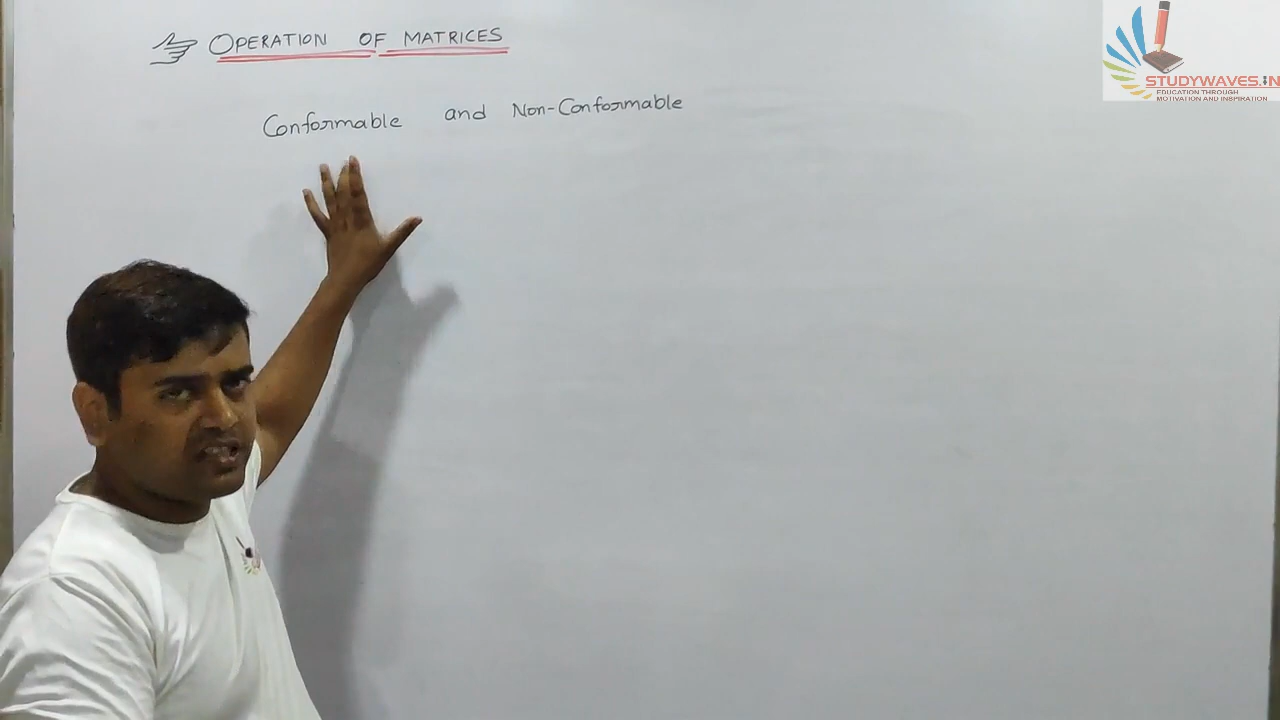 OPERATION OF MATRICES
Conformable and Non-Conformable
STUDYWAVES.IN
EDUCATION THROUGH
MOTIVATION AND INSPIRATION